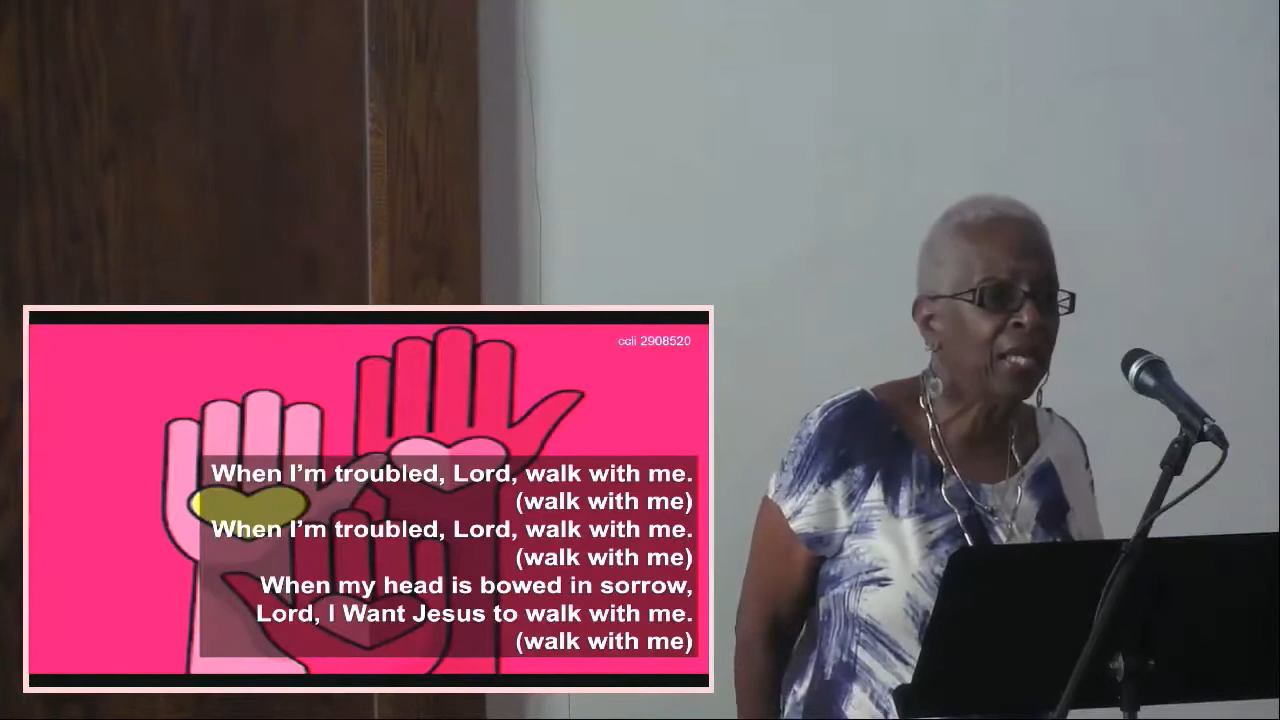 ccli 2908520
When I’m troubled, Lord, walk with me.
(walk with me)
When I’m troubled, Lord, walk with me.
(walk with me)
When my head is bowed in sorrow,
Lord, I Want Jesus to walk with me.
(walk with me)